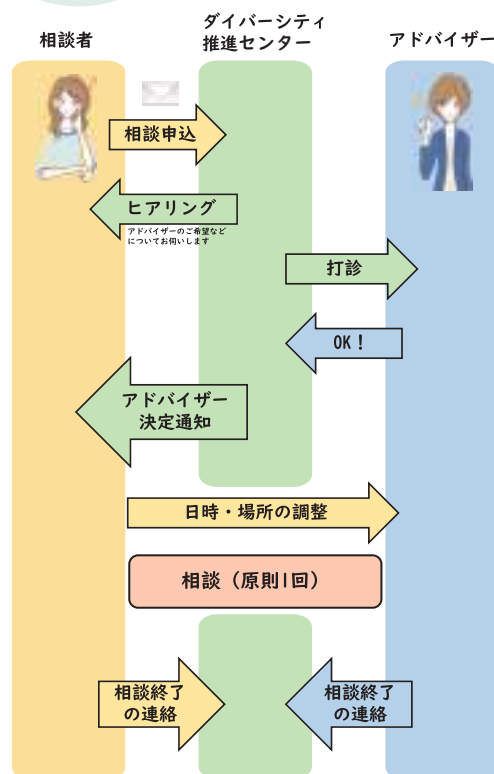 相談者
ダイバーシティ
推進センター
アドバイザー
相談申込
ヒアリング
アドバイザーのご希望など
についてお伺いします
打診
OK！
アドバイザー
決定通知
日時・場所の調整
相談（原則1回）
相談終了
の連絡
相談終了
の連絡